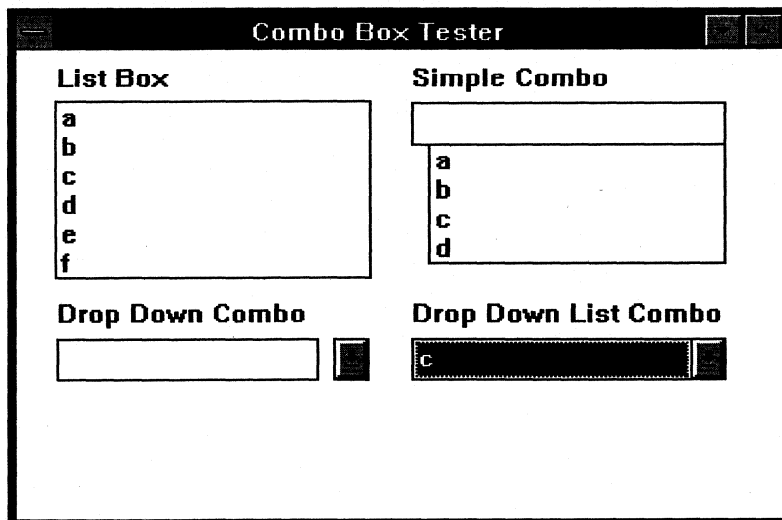 Combo Box Tester
List Box
a
b
c
d
e
f
Simple Combo
a
b
c
d
Drop Down Combo
Drop Down List Combo
c